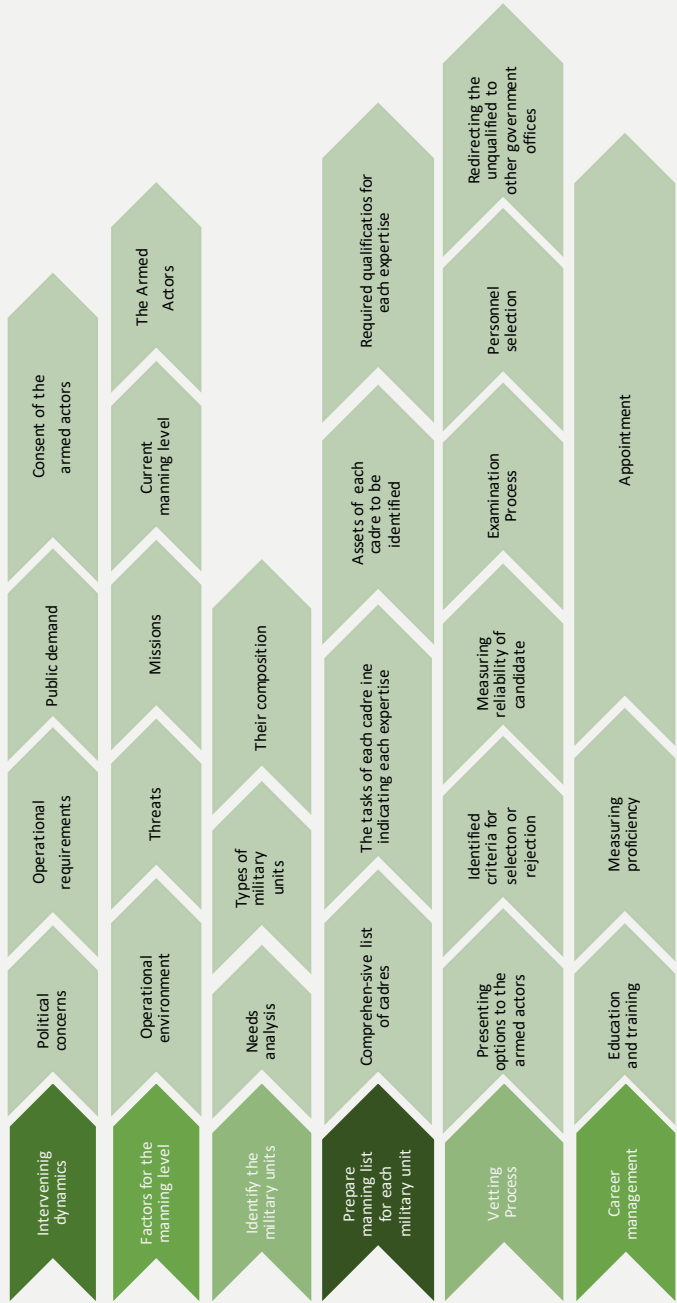 Interveninig
dynamics
Political
concerns
Operational
requirements
Public demand
Consent of the
armed actors
Factors for the
manning level
Operational
environment
Threats
Missions
Current
manning level
The Armed
Actors
Identify the
military units
Needs
analysis
Types of
military
units
Their composition
Prepare
manning list
for each
military unit
Comprehen-sive list
of cadres
The tasks of each cadre ine
indicating each expertise
Assets of each
cadre to be
identified
Required qualificatios for
each expertise
Vetting
Process
Presenting
options to the
armed actors
Identified
criteria for
selecton or
rejection
Measuring
reliability of
candidate
Examination
Process
Personnel
selection
Redirecting the
unqualified to
other government
offices
Career
management
Education
and training
Measuring
proficiency
Appointment